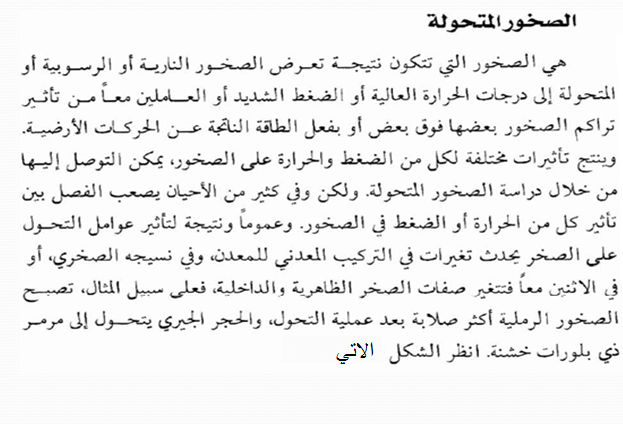 الصخور المتحولة
هي الصخور التي تتكون نتيجة تعرض الصخور النارية أو الرسوبية أو
المتحولة إلى درجات الحرارة العالية أو الضغط الشديد أو العاملين معاً من تأثير
تراكم الصخور بعضها فوق بعض أو بفعل الطاقة الناتجة عن الحركات الأرضية.
وينتج تأثيرات مختلفة لكل من الضغط والحرارة على الصخور، يمكن التوصل إليها
من خلال دراسة الصخور المتحولة. ولكن وفي كثير من الأحيان يصعب الفصل بين
تأثير كل من الحرارة أو الضغط في الصخور. وعموماً ونتيجة لتأثير عوامل التحول
على الصخر يحدث تغيرات في التركيب المعدني للمعدن، وفي نسيجه الصخري، أو
في الاثنين معاً فتتغير صفات الصخر الظاهرية والداخلية، فعلى سبيل المثال، تصبح
الصخور الرملية أكثر صلابة بعد عملية التحول، والحجر الجيري يتحول إلى مرمر
ذي بلورات خشنة. انظر الشكل الاتي